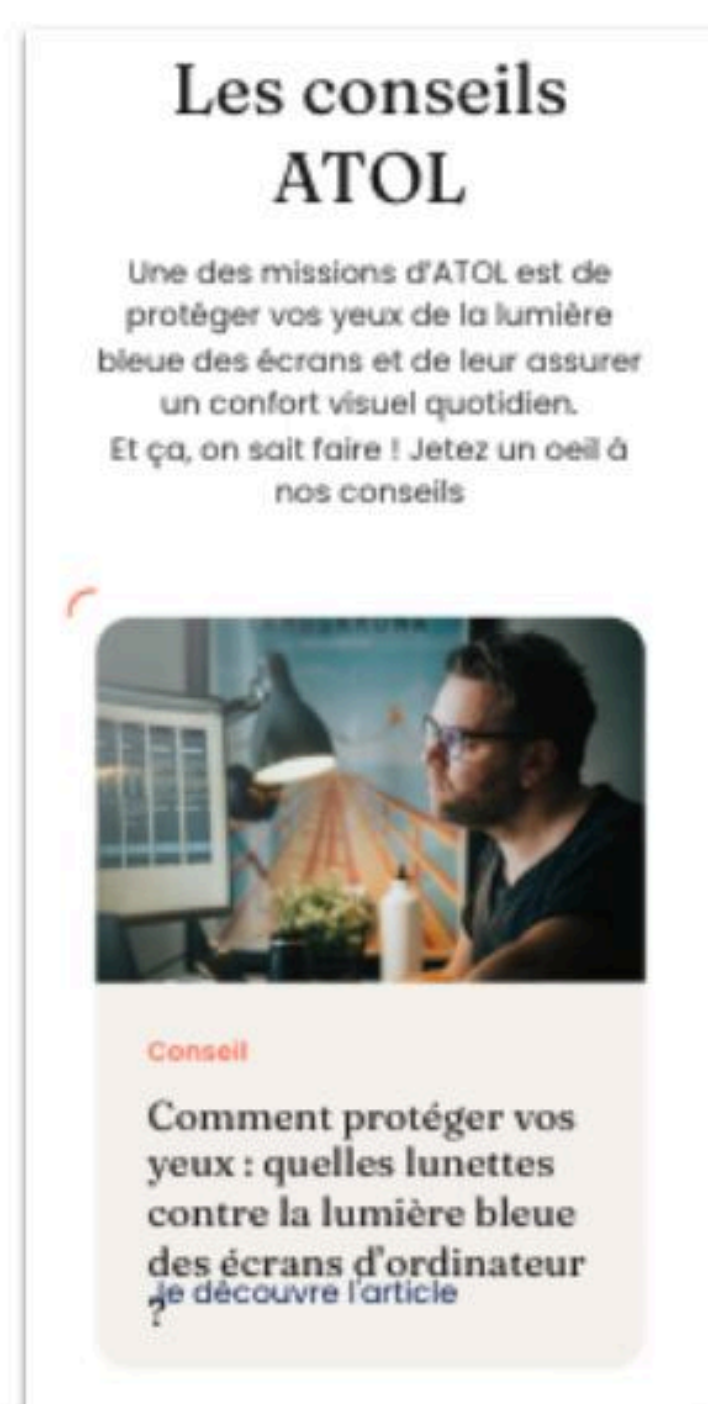 Les conseils
ATOL
Une des missions d'ATOL est de
protéger vos yeux de la lumière
bleue des écrans et de leur assurer
un confort visuel quotidien.
Et ça, on sait faire ! Jetez un oeil à
nos conseils
Conseil
Comment protéger vos
yeux : quelles lunettes
contre la lumière bleue
des écrans d'ordinateur
?
Je découvre l'article